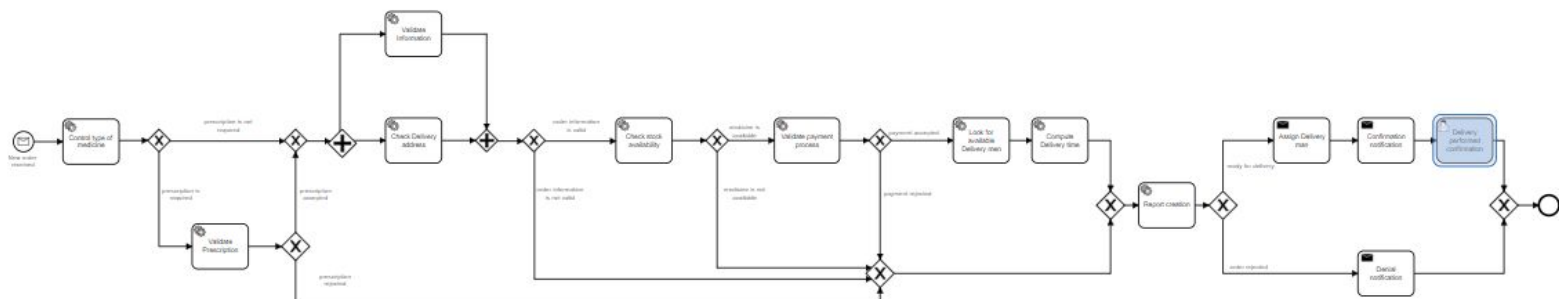 New order
received
Control type of
medicine
prescription is not
required
prescription is
required
Validate
Prescription
prescription
accepted
prescription
rejected
Validate
Information
Check Delivery
address
order information
is valid
order information
is not valid
Check stock
availability
medicine is
available
medicine is not
available
Validate payment
process
payment accepted
payment rejected
Look for
available
Delivery man
Compute
Delivery time
Report creation
ready for delivery
order rejected
Assign Delivery
man
Confirmation
notification
Delivery
performed
confirmation
Denial
notification